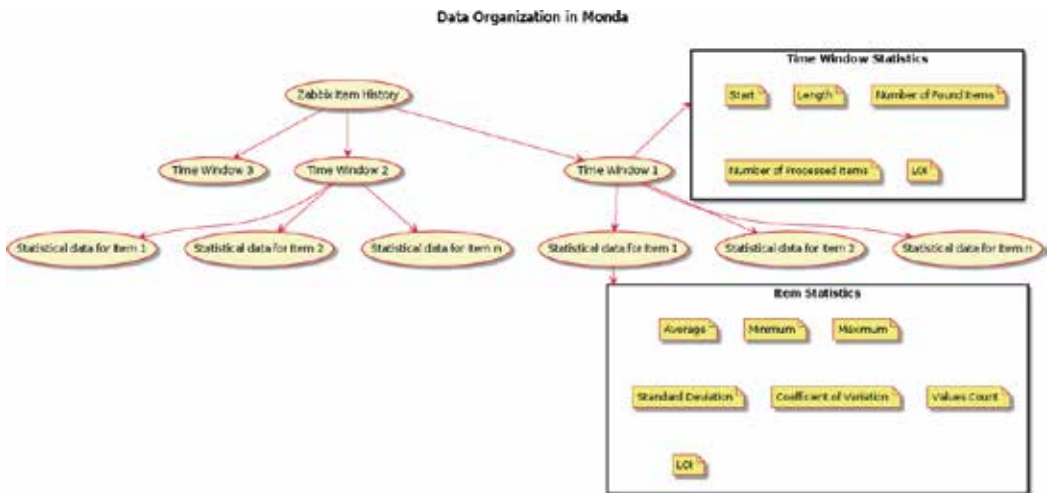 Data Organization in Monda
Time Window Statistics
Zabbix Item History
Start
Length
Number of Found Items
Time Window 3
Time Window 2
Time Window 1
Number of Processed Items
LOI
Statistical data for Item 1
Statistical data for Item 2
Statistical data for Item n
Statistical data for Item 1
Statistical data for Item 2
Statistical data for Item n
Item Statistics
Average
Minimum
Maximum
Standard Deviation
Coefficient of Variation
Values Count
LOI